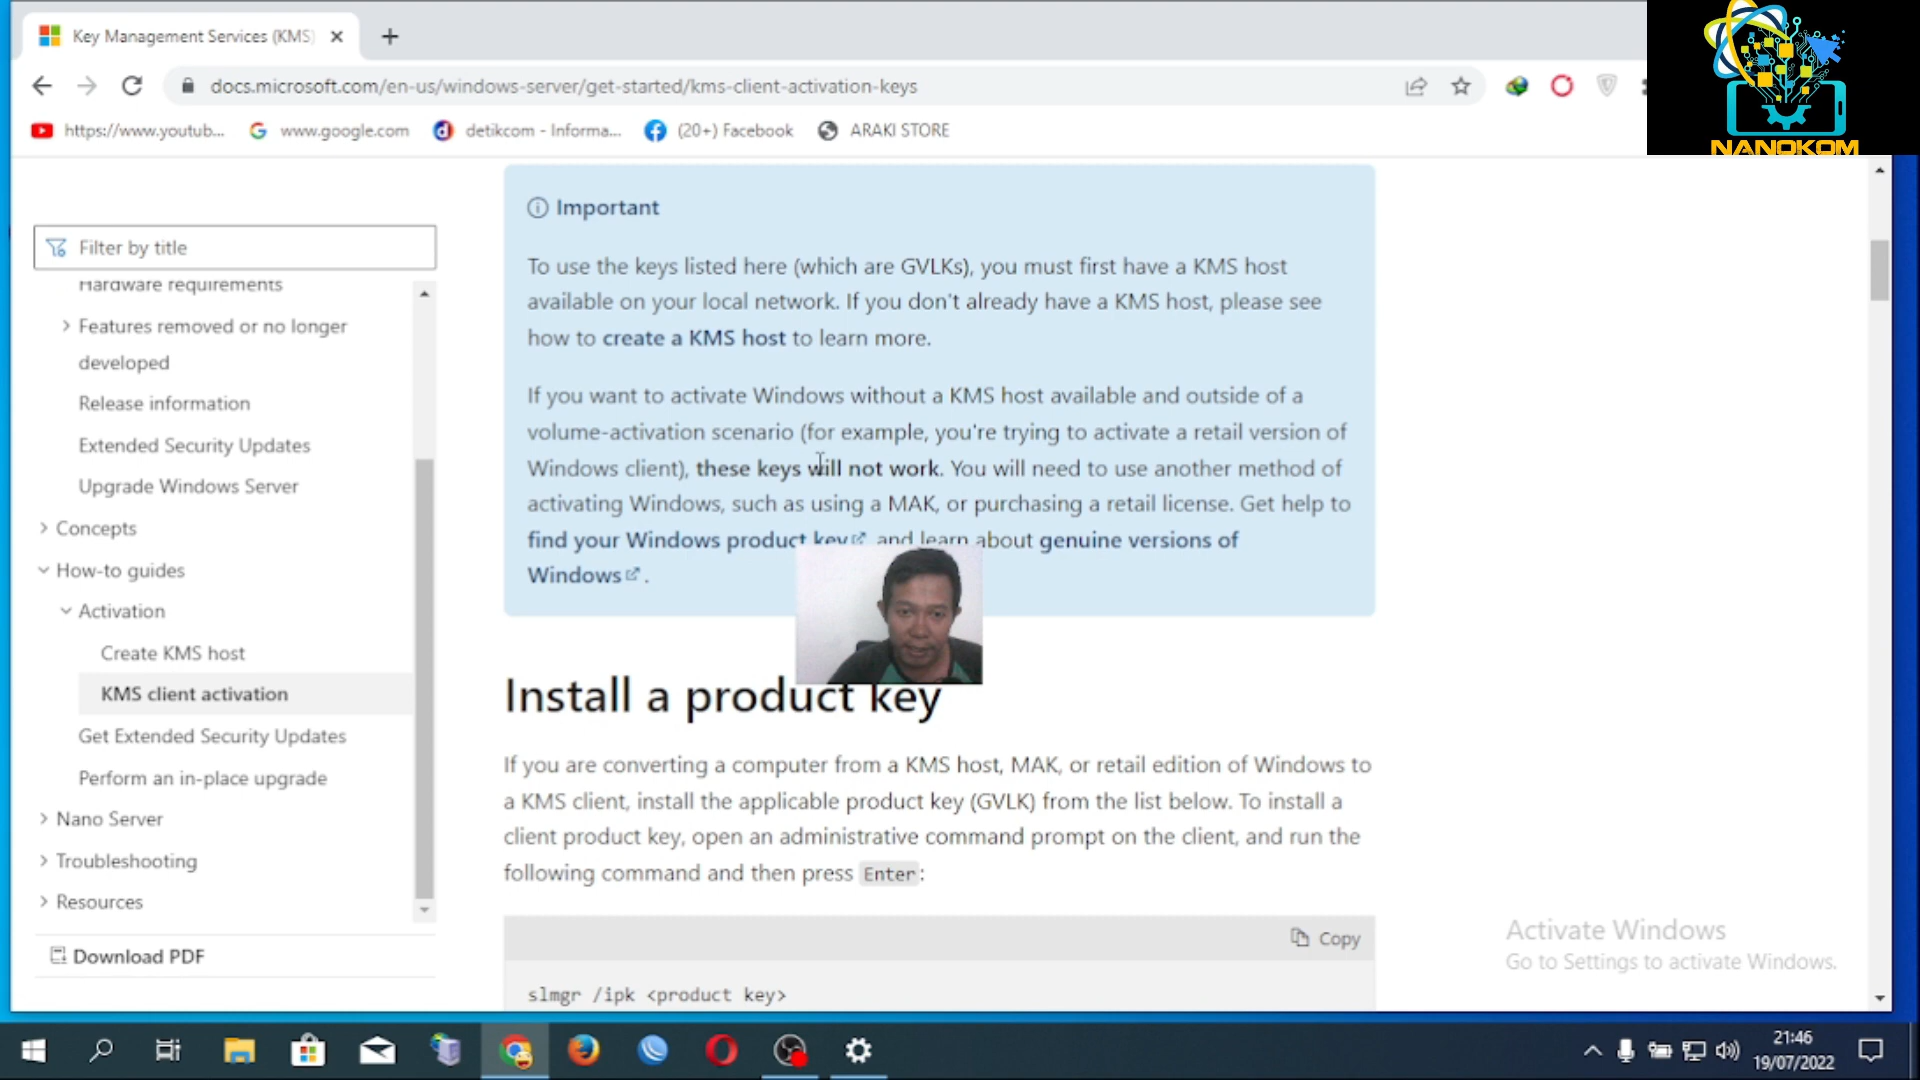 Key Management Services (KMS)
docs.microsoft.com/en-us/windows-server/get-started/kms-client-activation-keys
https://www.youtub...
www.google.com
detikcom - Informa...
(20+) Facebook
ARAKI STORE
NANOKOM
Filter by title
Hardware requirements
Features removed or no longer
developed
Release information
Extended Security Updates
Upgrade Windows Server
Concepts
How-to guides
Activation
Create KMS host
KMS client activation
Get Extended Security Updates
Perform an in-place upgrade
Nano Server
Troubleshooting
Resources
Download PDF
Important
To use the keys listed here (which are GVLKs), you must first have a KMS host
available on your local network. If you don't already have a KMS host, please see
how to create a KMS host to learn more.
If you want to activate Windows without a KMS host available and outside of a
volume-activation scenario (for example, you're trying to activate a retail version of
Windows client), these keys will not work. You will need to use another method of
activating Windows, such as using a MAK, or purchasing a retail license. Get help to
find your Windows product key and learn about genuine versions of
Windows .
Install a product key
If you are converting a computer from a KMS host, MAK, or retail edition of Windows to
a KMS client, install the applicable product key (GVLK) from the list below. To install a
client product key, open an administrative command prompt on the client, and run the
following command and then press Enter:
Copy
slmgr /ipk <product key>
Activate Windows
Go to Settings to activate Windows.
21:46
19/07/2022